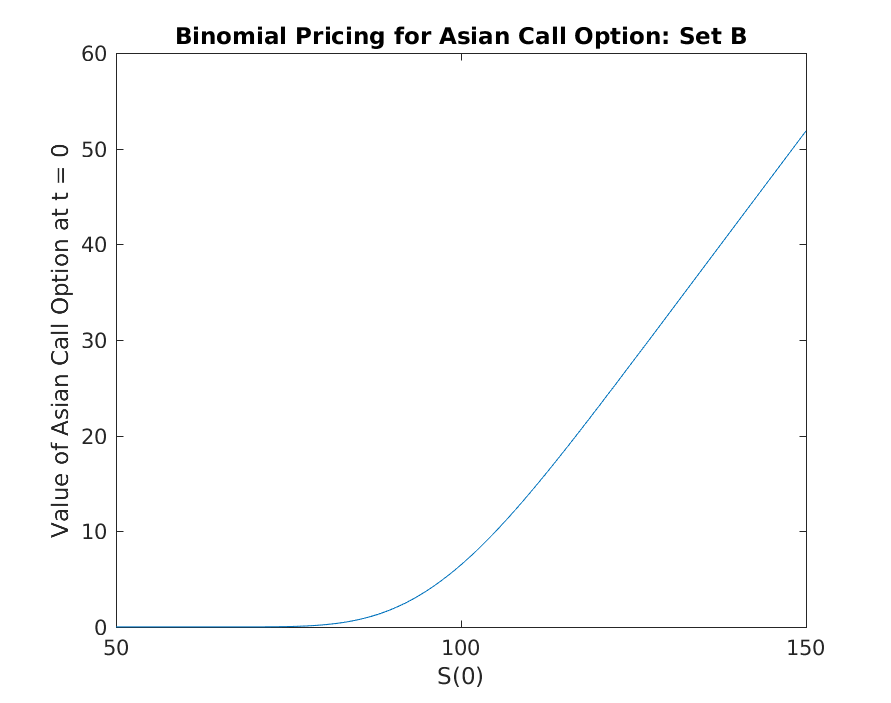 Binomial Pricing for Asian Call Option: Set B
60
50
40
30
20
10
0
Value of Asian Call Option at t = 0
50 100 150
S(0)